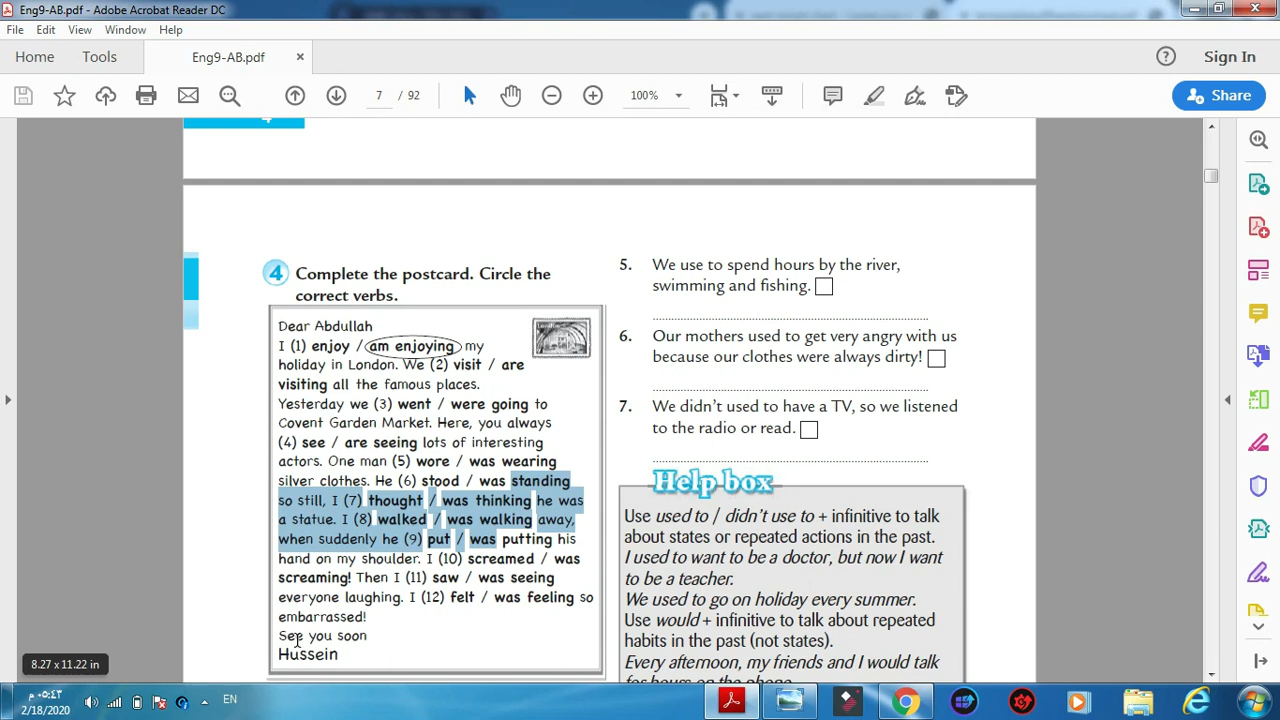 Eng9-AB.pdf - Adobe Acrobat Reader DC
File Edit View Window Help
Home Tools Eng9-AB.pdf × Sign In
7 / 92 100% Share
4
4 Complete the postcard. Circle the
correct verbs.
Dear Abdullah
I (1) enjoy / am enjoying my
holiday in London. We (2) visit / are
visiting all the famous places.
Yesterday we (3) went / were going to
Covent Garden Market. Here, you always
(4) see / are seeing lots of interesting
actors. One man (5) wore / was wearing
silver clothes. He (6) stood / was standing
so still, I (7) thought / was thinking he was
a statue. I (8) walked / was walking away,
when suddenly he (9) put / was putting his
hand on my shoulder. I (10) screamed / was
screaming! Then I (11) saw / was seeing
everyone laughing. I (12) felt / was feeling so
embarrassed!
See you soon
Hussein
London
5. We use to spend hours by the river,
swimming and fishing.
6. Our mothers used to get very angry with us
because our clothes were always dirty!
7. We didn't used to have a TV, so we listened
to the radio or read.
Help box
Use used to / didn't use to + infinitive to talk
about states or repeated actions in the past.
I used to want to be a doctor, but now I want
to be a teacher.
We used to go on holiday every summer.
Use would + infinitive to talk about repeated
habits in the past (not states).
Every afternoon, my friends and I would talk
for hours on the phone.
8.27 x 11.22 in
EN
م ٠٥:٤٣
2/18/2020